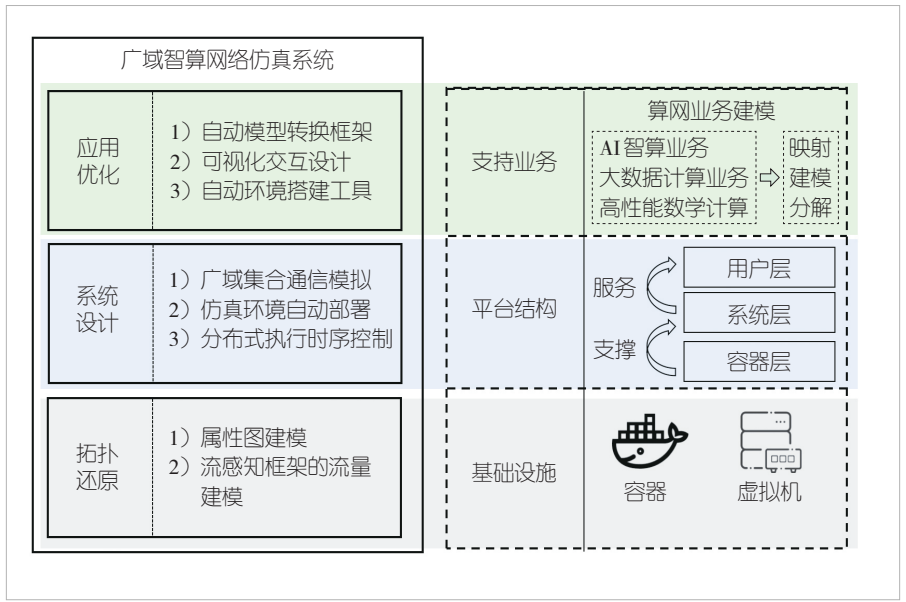 广域智算网络仿真系统
应用
优化
1）自动模型转换框架
2）可视化交互设计
3）自动环境搭建工具
系统
设计
1）广域集合通信模拟
2）仿真环境自动部署
3）分布式执行时序控制
拓扑
还原
1）属性图建模
2）流感知框架的流量
建模
支持业务
算网业务建模
AI智算业务
大数据计算业务
高性能数学计算
映射
建模
分解
平台结构
服务
支撑
用户层
系统层
容器层
基础设施
容器
虚拟机